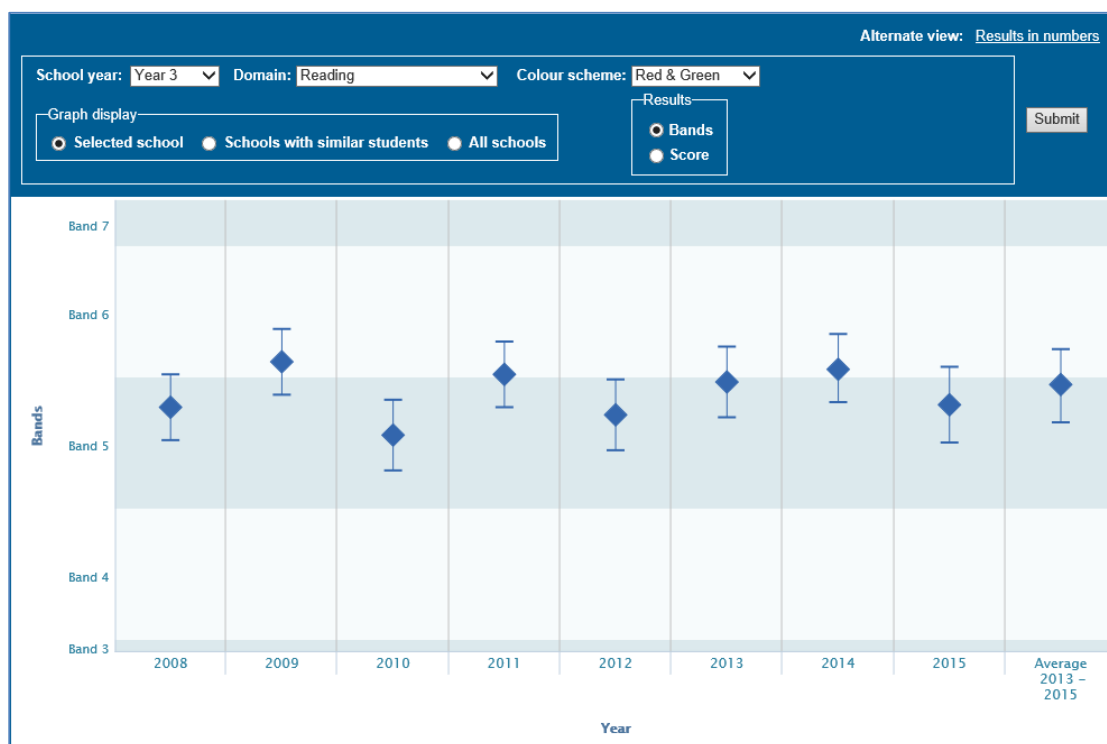 Alternate view: Results in numbers
School year: Year 3 Domain: Reading Colour scheme: Red & Green
Graph display
Selected school Schools with similar students All schools
Results
Bands
Score
Submit
Band 7
Band 6
Band 5
Band 4
Band 3
Bands
2008 2009 2010 2011 2012 2013 2014 2015 Average
2013 –
2015
Year